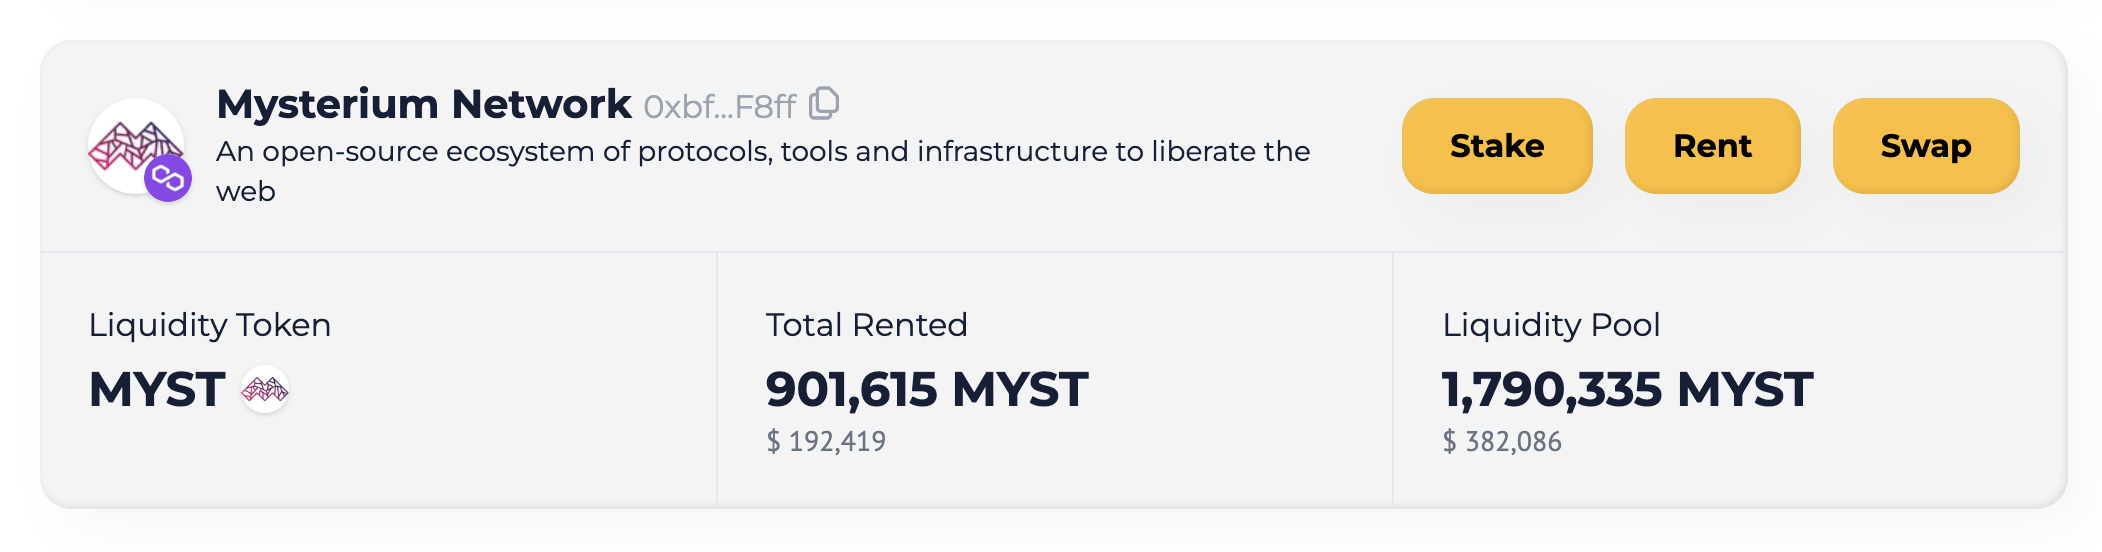 Mysterium Network 0xbf...F8ff
An open-source ecosystem of protocols, tools and infrastructure to liberate the
web
Stake
Rent
Swap
Liquidity Token
MYST
Total Rented
901,615 MYST
$ 192,419
Liquidity Pool
1,790,335 MYST
$ 382,086